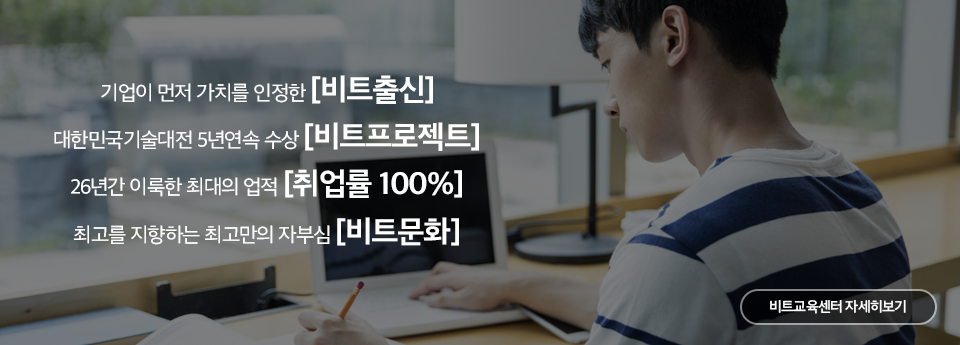 기업이 먼저 가치를 인정한 [비트출신]
대한민국기술대전 5년연속 수상 [비트프로젝트]
26년간 이룩한 최대의 업적 [취업률 100%]
최고를 지향하는 최고만의 자부심 [비트문화]
비트교육센터 자세히보기